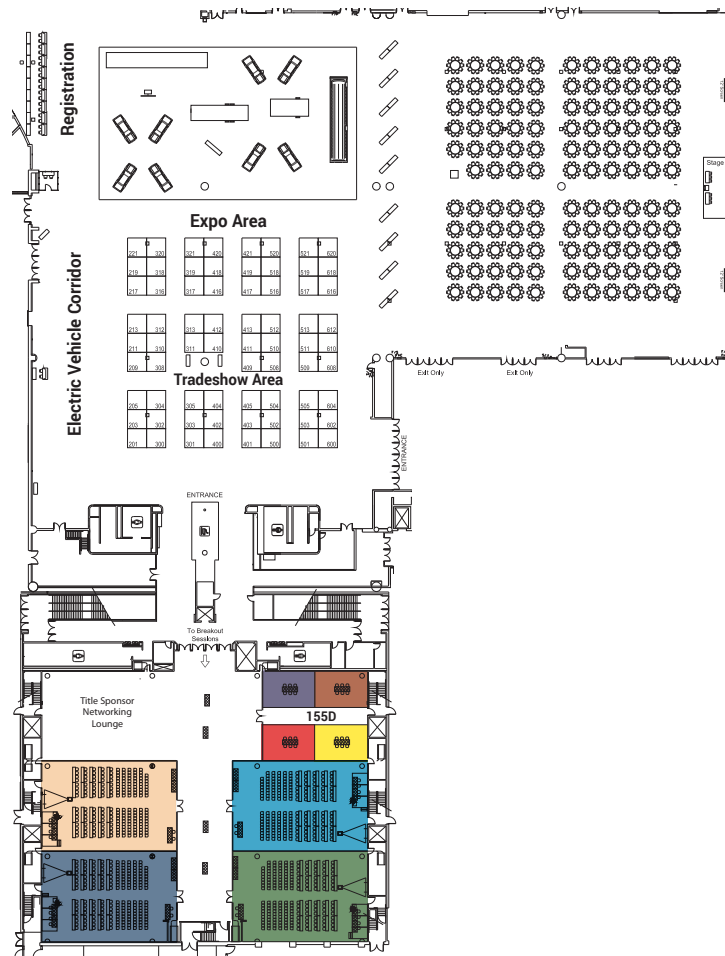 Registration
Stage
Expo Area
221 320 321 420 421 520 521 620
219 318 319 418 419 518 519 618
217 316 317 416 417 516 517 616
Electric Vehicle Corridor
213 312 313 412 413 512 513 612
211 310 311 410 411 510 511 610
209 308 409 508 509 608
Exit Only
Exit Only
Tradeshow Area
205 304 305 404 405 504 505 604
203 302 303 402 403 502 503 602
201 300 301 400 401 500 501 600
ENTRANCE
ENTRANCE
To Breakout
Sessions
Title Sponsor
Networking
Lounge
155D